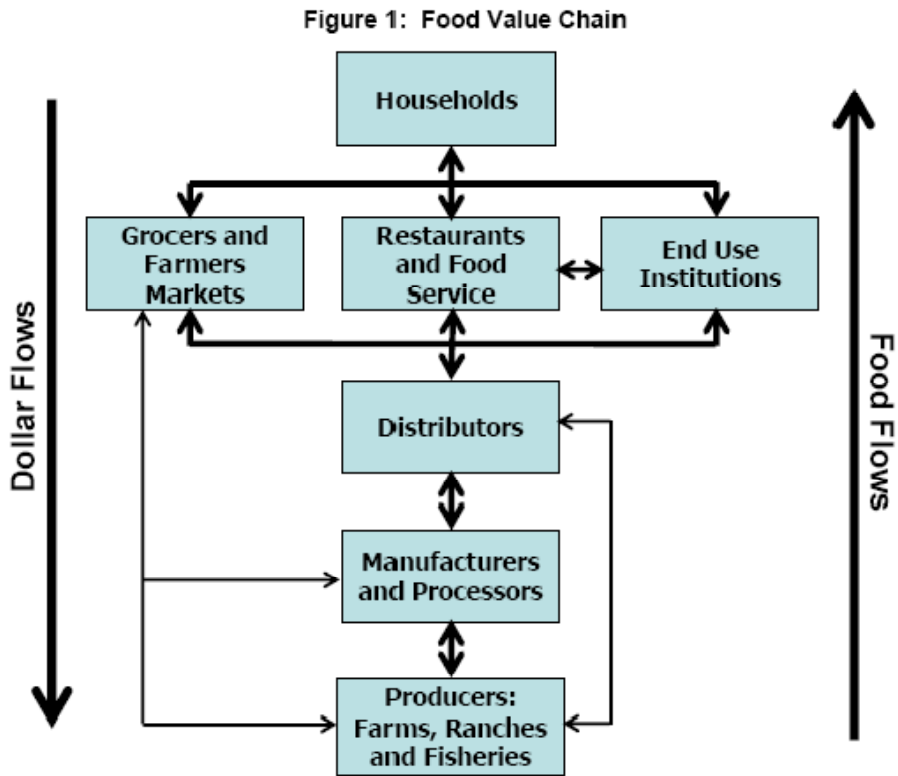 Figure 1: Food Value Chain
Households
Grocers and
Farmers
Markets
Restaurants
and Food
Service
End Use
Institutions
Dollar Flows
Food Flows
Distributors
Manufacturers
and Processors
Producers:
Farms, Ranches
and Fisheries